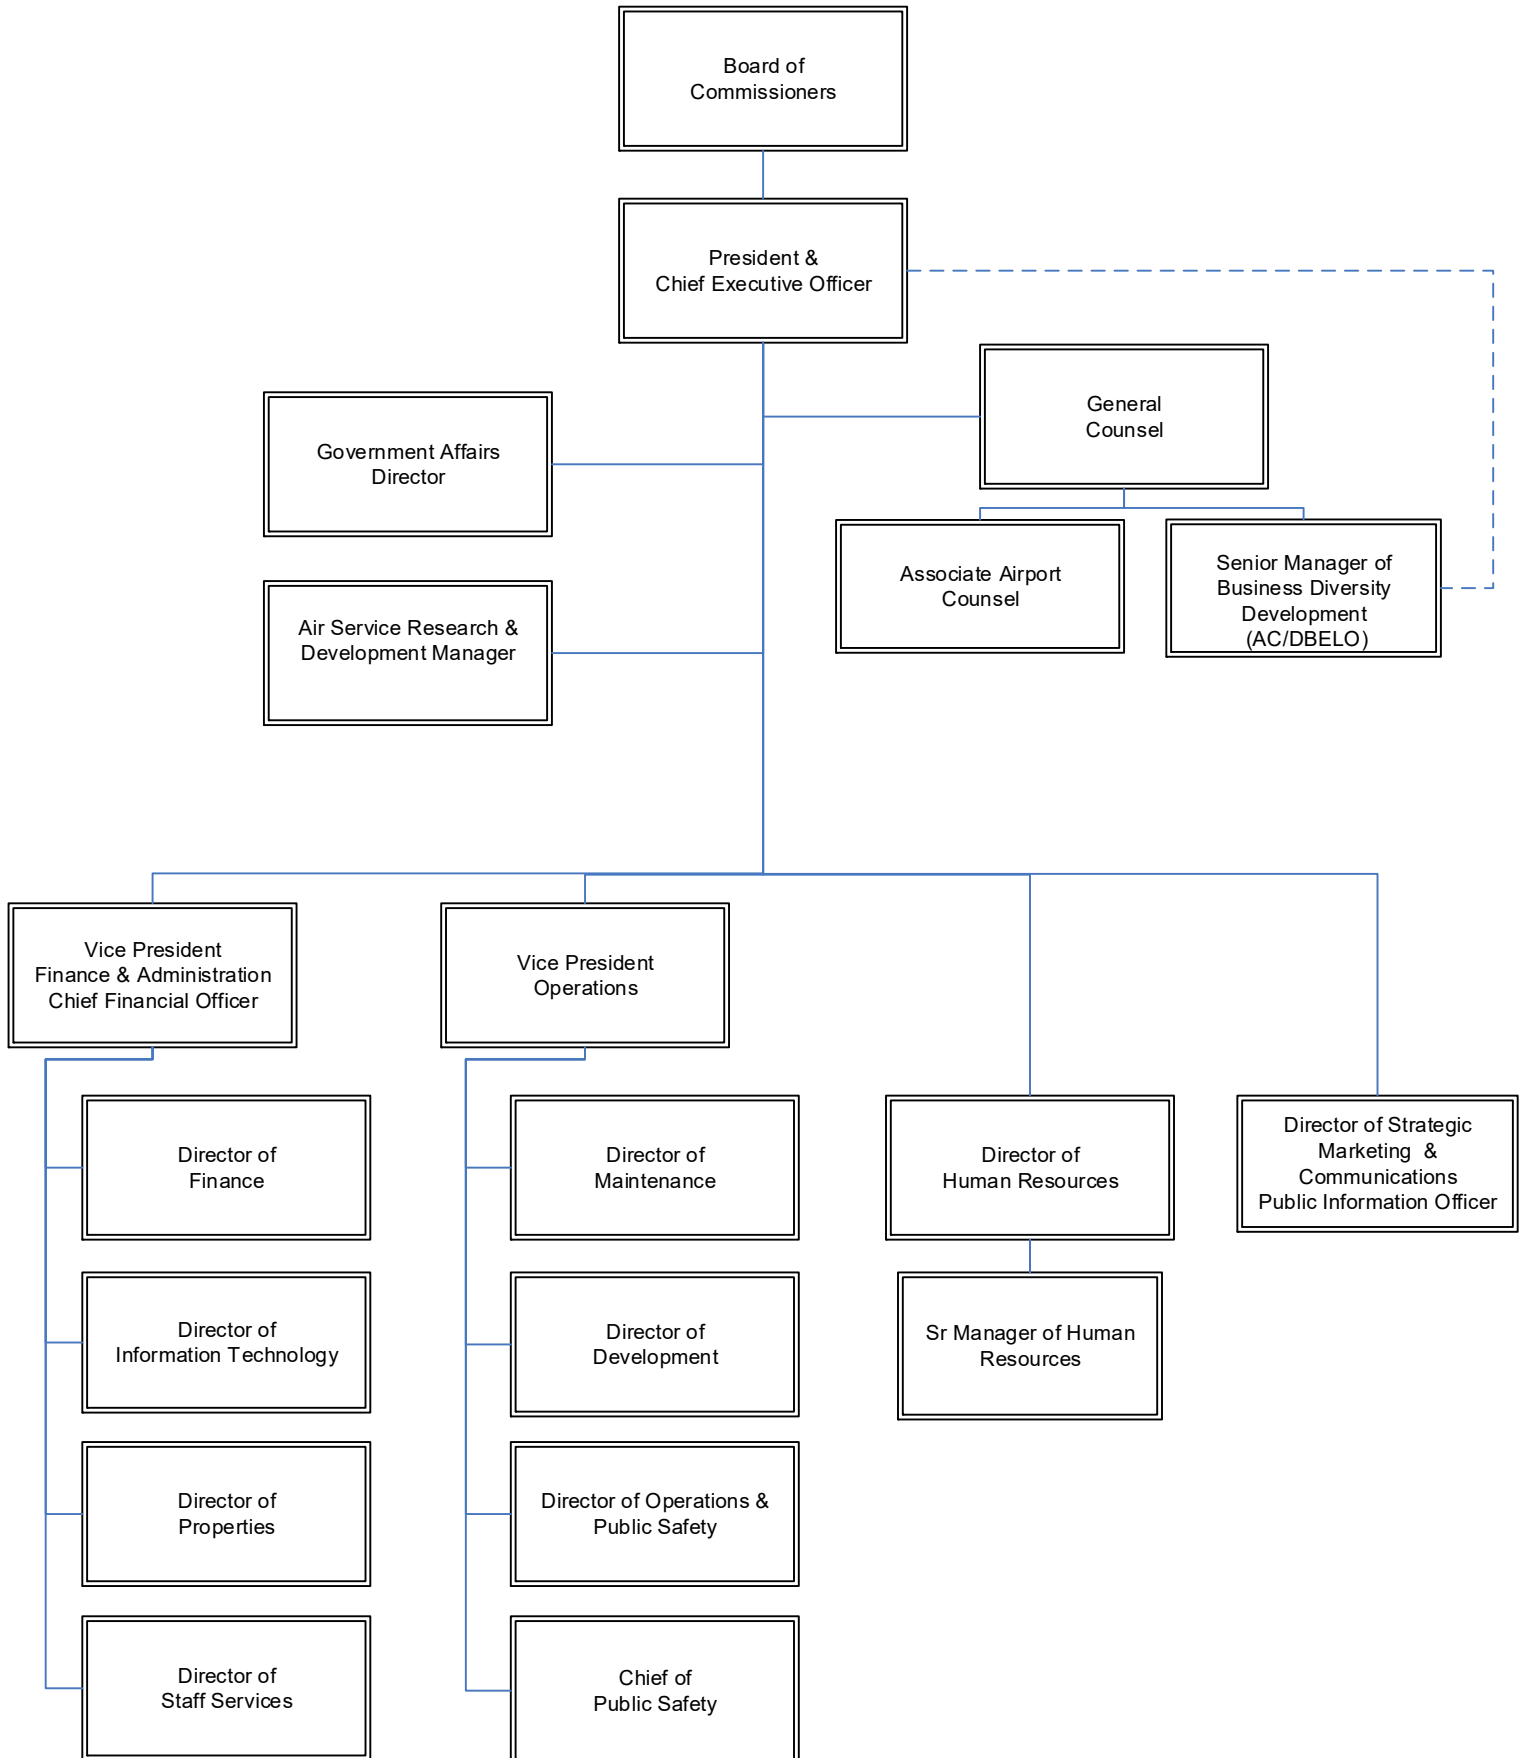 Board of
Commissioners
President &
Chief Executive Officer
General
Counsel
Government Affairs
Director
Associate Airport
Counsel
Senior Manager of
Business Diversity
Development
(AC/DBELO)
Air Service Research &
Development Manager
Vice President
Finance & Administration
Chief Financial Officer
Vice President
Operations
Director of
Finance
Director of
Maintenance
Director of
Human Resources
Director of Strategic
Marketing &
Communications
Public Information Officer
Director of
Information Technology
Director of
Development
Sr Manager of Human
Resources
Director of
Properties
Director of Operations &
Public Safety
Director of
Staff Services
Chief of
Public Safety